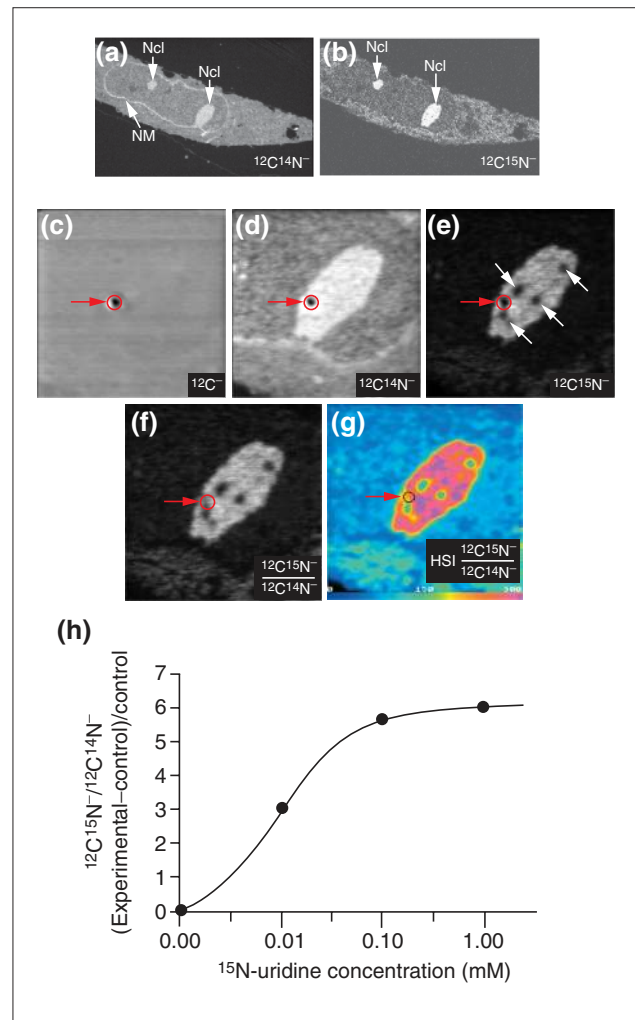 (a)
Ncl
Ncl
NM
¹²C¹⁴N⁻
(b)
Ncl
Ncl
¹²C¹⁵N⁻
(c)
¹²C⁻
(d)
¹²C¹⁴N⁻
(e)
¹²C¹⁵N⁻
(f)
¹²C¹⁵N⁻
¹²C¹⁴N⁻
(g)
HSI ¹²C¹⁵N⁻
¹²C¹⁴N⁻
(h)
¹²C¹⁵N⁻/¹²C¹⁴N⁻
(Experimental–control)/control
7
6
5
4
3
2
1
0
0.00 0.01 0.10 1.00
¹⁵N-uridine concentration (mM)